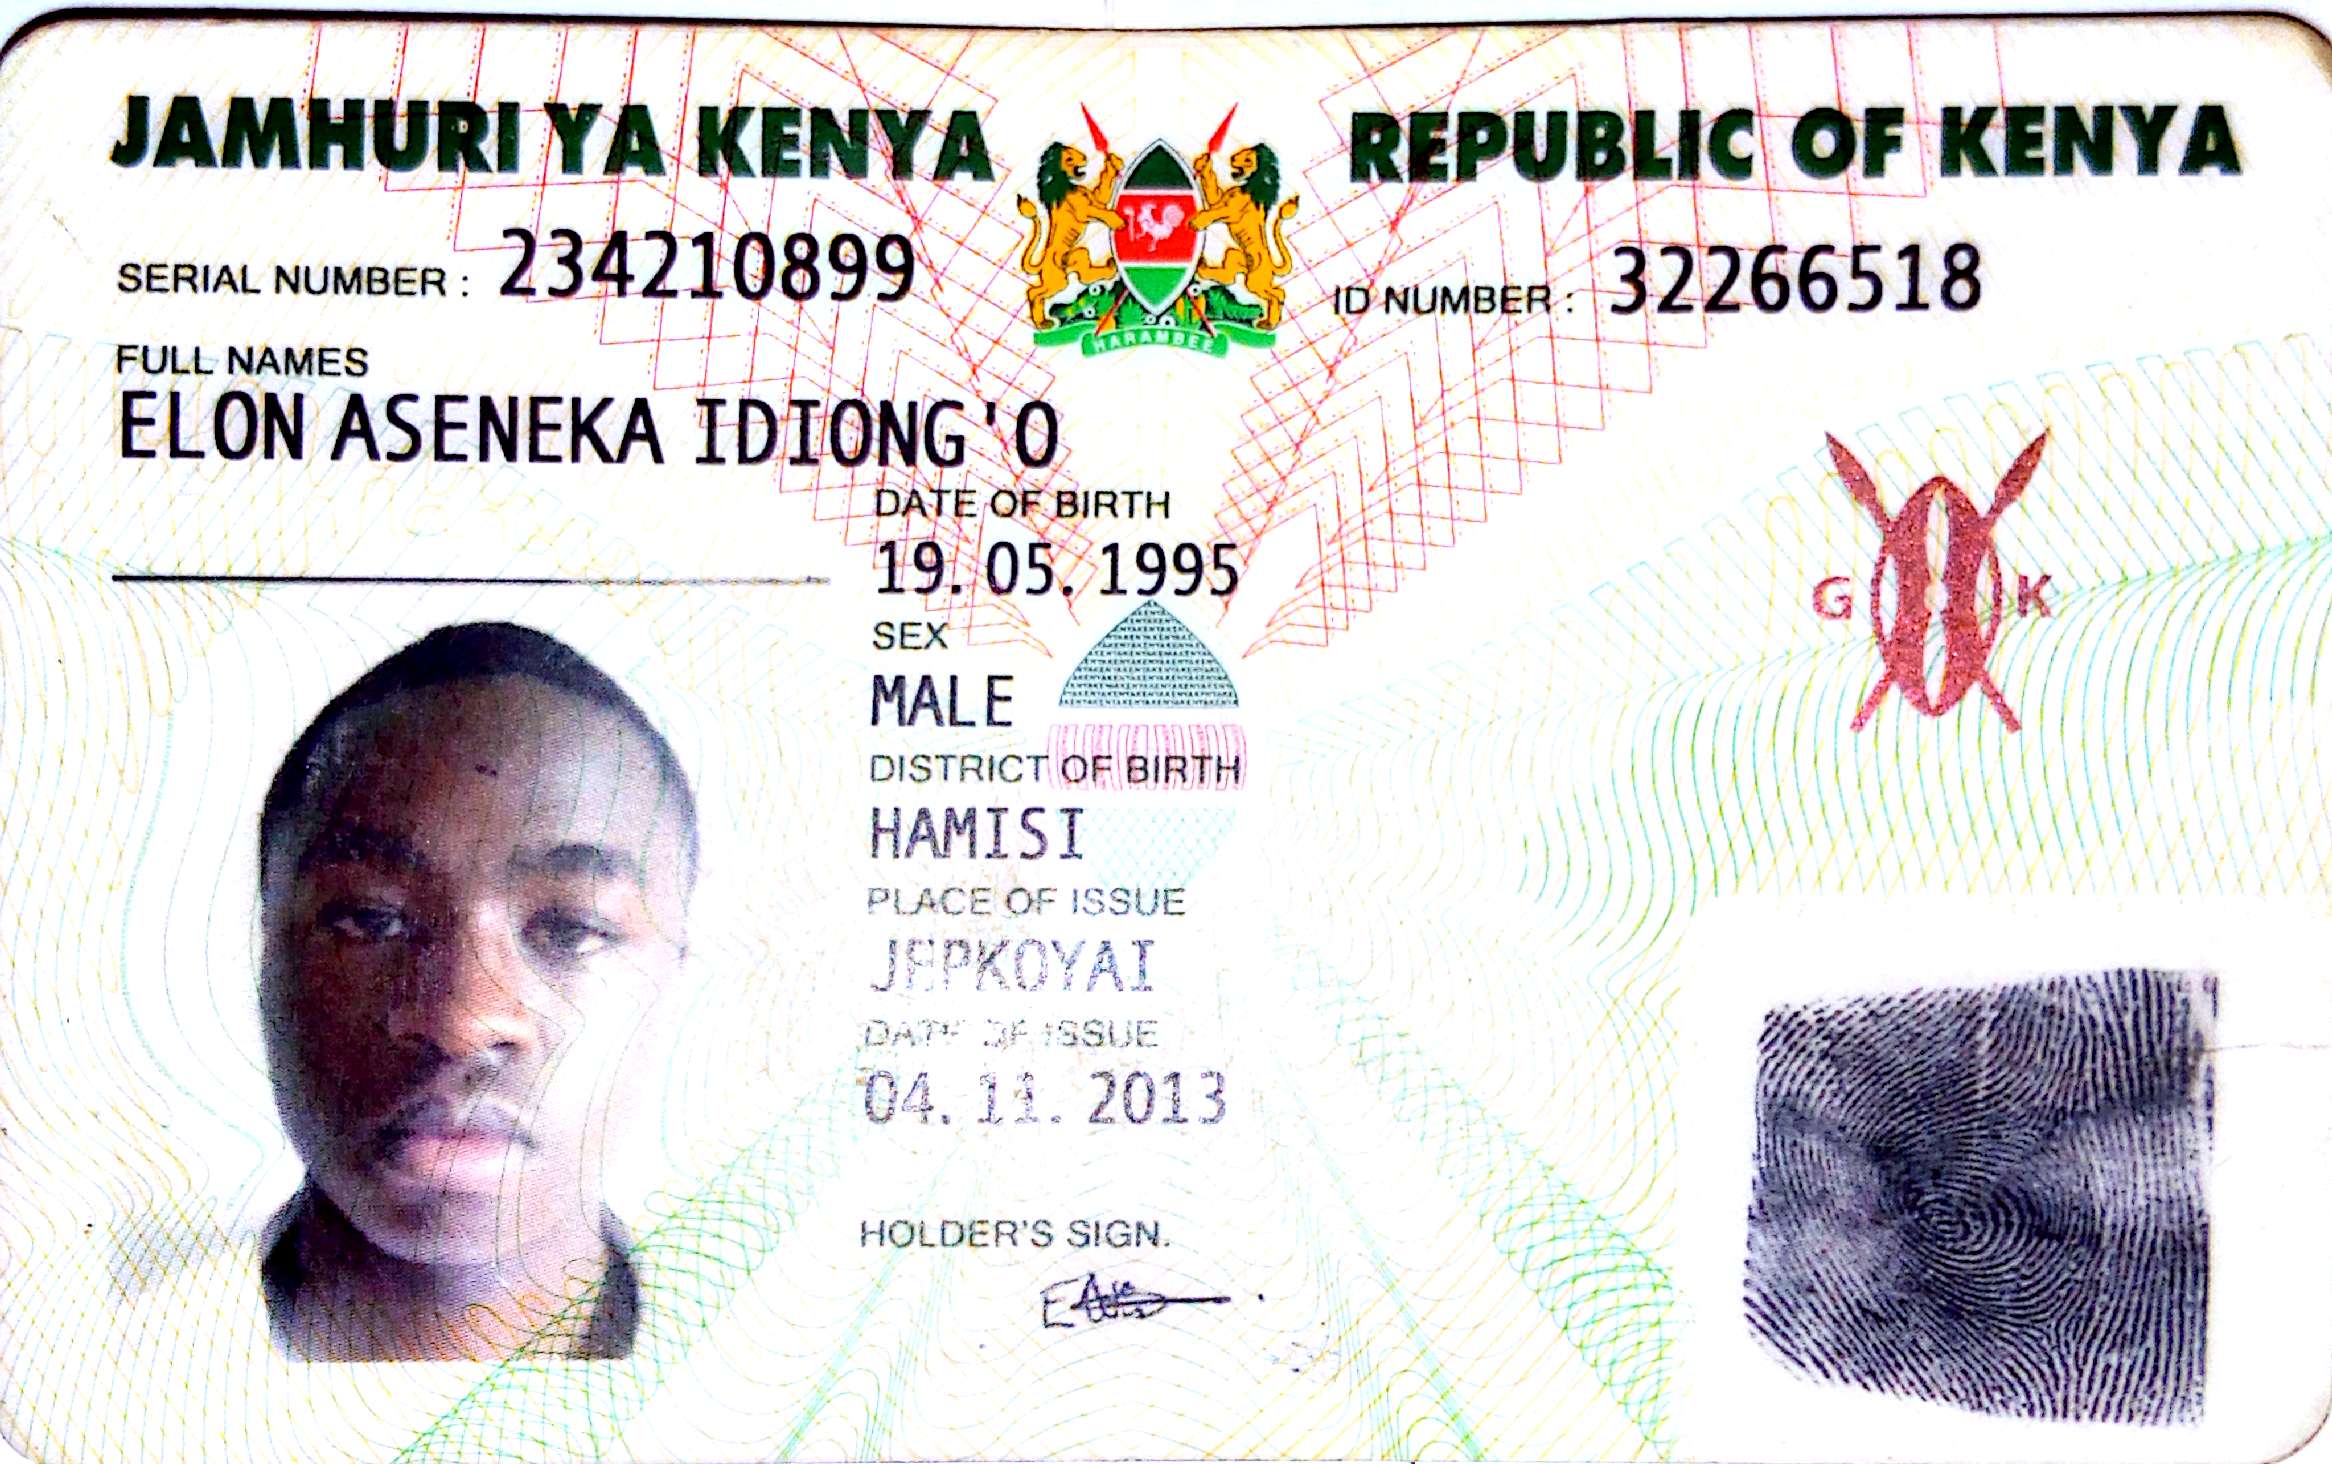 JAMHURI YA KENYA REPUBLIC OF KENYA
SERIAL NUMBER : 234210899 ID NUMBER : 32266518
HARAMBEE
FULL NAMES
ELON ASENEKA IDIONG'O
DATE OF BIRTH
19.05.1995
SEX
MALE
DISTRICT OF BIRTH
HAMISI
PLACE OF ISSUE
JEPKOYAI
DATE OF ISSUE
04.11.2013
HOLDER'S SIGN.
G K